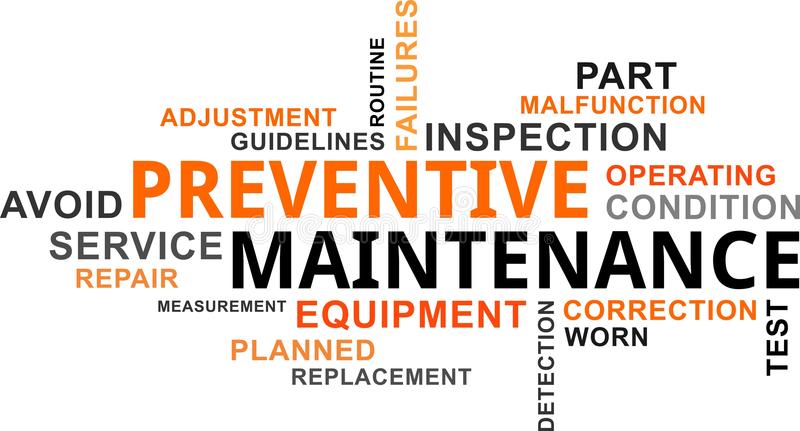 FAILURES
ROUTINE
PART
MALFUNCTION
ADJUSTMENT
GUIDELINES
INSPECTION
PREVENTIVE
OPERATING
AVOID
CONDITION
SERVICE
MAINTENANCE
REPAIR
MEASUREMENT
EQUIPMENT
CORRECTION
DETECTION
WORN
TEST
PLANNED
REPLACEMENT